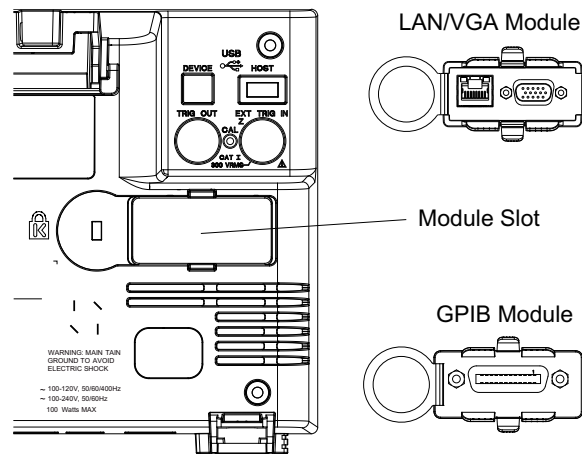 LAN/VGA Module
USB
DEVICE
HOST
TRIG OUT
EXT TRIG IN
Z
CAL
CAT I
300 VRMS
Module Slot
K
GPIB Module
WARNING: MAIN TAIN
GROUND TO AVOID
ELECTRIC SHOCK
~ 100-120V, 50/60/400Hz
~ 100-240V, 50/60Hz
100 Watts MAX